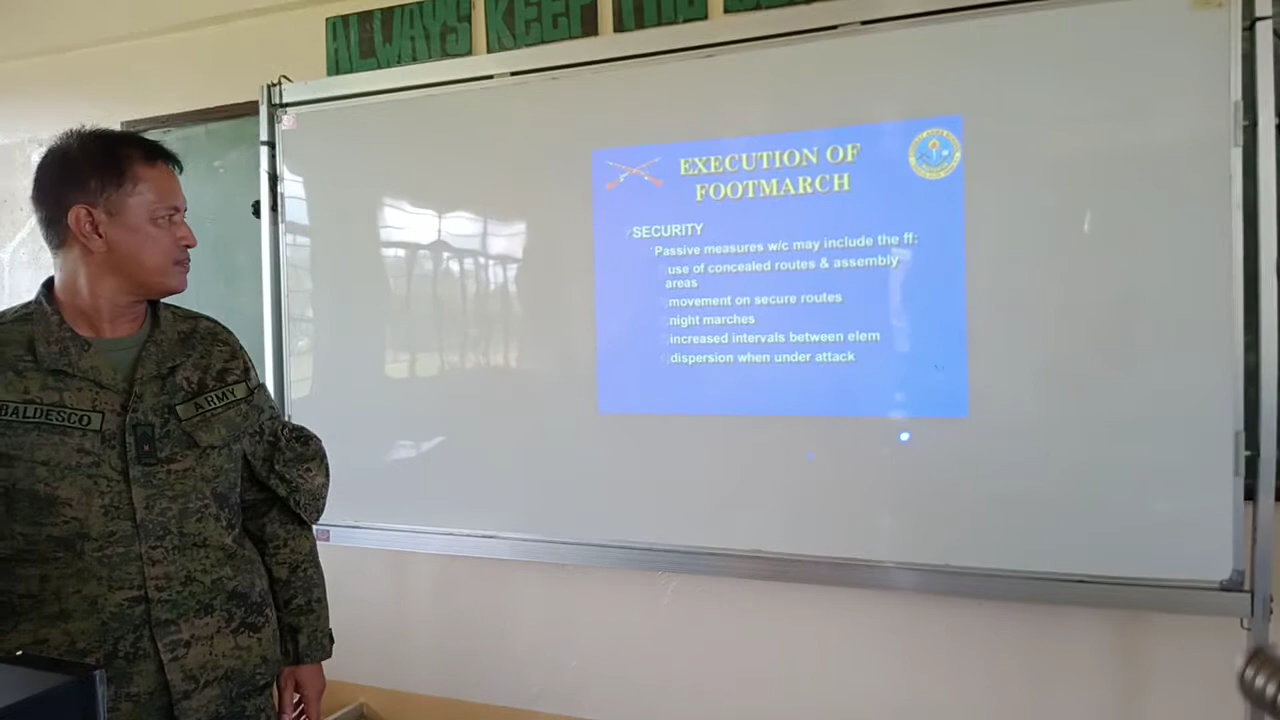 ALWAYS KEEP THE
EXECUTION OF
FOOTMARCH
SECURITY
Passive measures w/c may include the ff:
use of concealed routes & assembly
areas
movement on secure routes
night marches
increased intervals between elem
dispersion when under attack
BALDESCO
ARMY